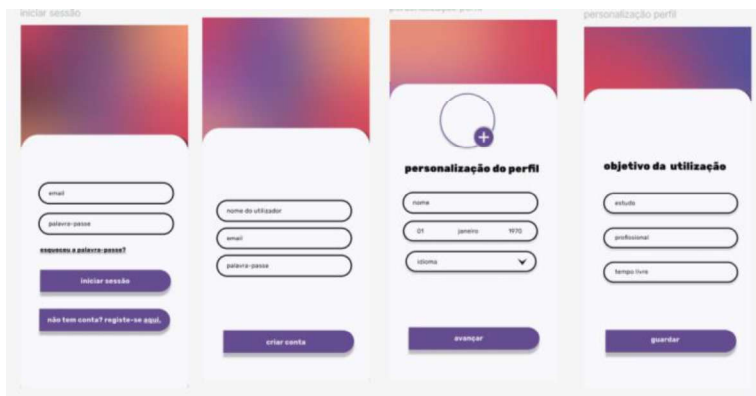 iniciar sessão
email
palavra-passe
esqueceu a palavra-passe?
iniciar sessão
não tem conta? registe-se aqui.
nome do utilizador
email
palavra-passe
criar conta
personalização do perfil
nome
01 janeiro 1970
idioma
avançar
personalização perfil
objetivo da utilização
estudo
profissional
tempo livre
guardar